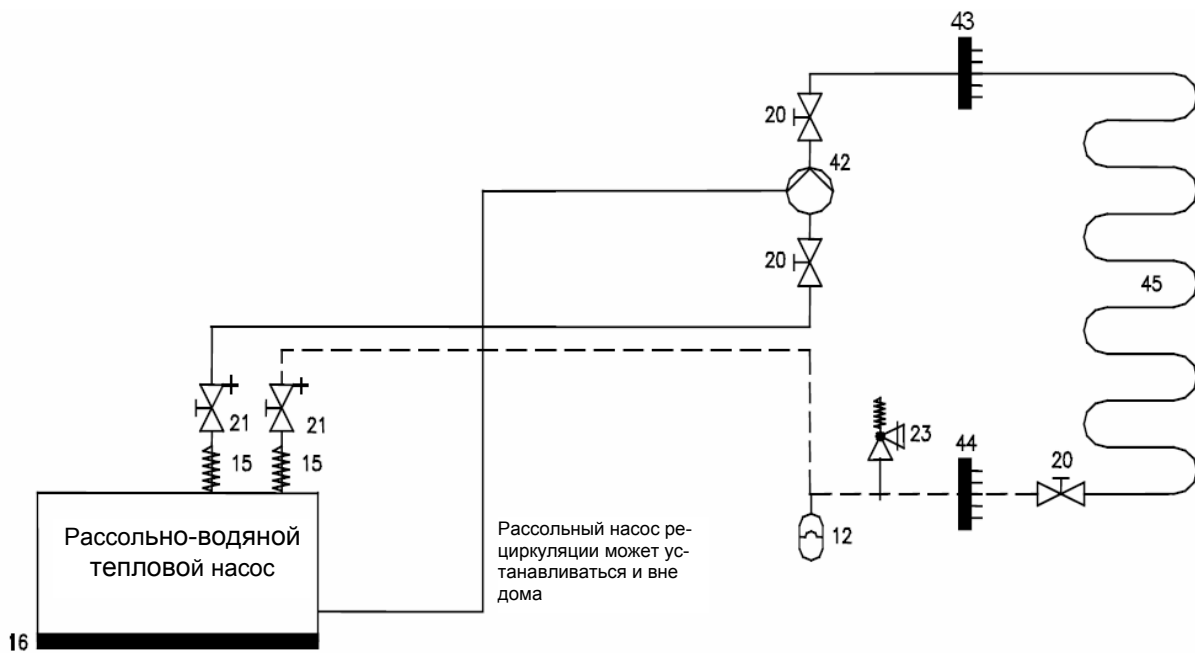 43
20
42
20
45
21
21
23
15
15
44
20
Рассольно-водяной
тепловой насос
Рассольный насос ре-
циркуляции может ус-
танавливаться и вне
дома
12
16